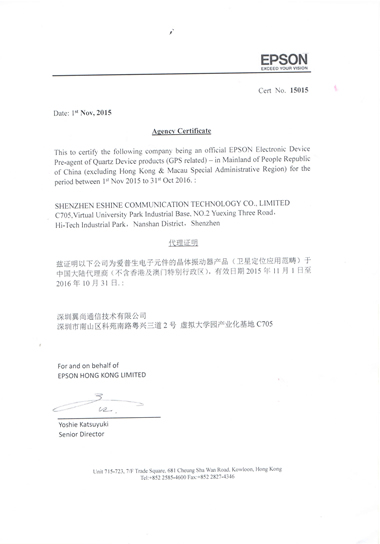 EPSON
EXCEED YOUR VISION
Cert No. 15015
Date: 1st Nov, 2015
Agency Certificate
This to certify the following company being an official EPSON Electronic Device
Pre-agent of Quartz Device products (GPS related) – in Mainland of People Republic
of China (excluding Hong Kong & Macau Special Administrative Region) for the
period between 1st Nov 2015 to 31st Oct 2016. :
SHENZHEN ESHINE COMMUNICATION TECHNOLOGY CO., LIMITED
C705,Virtual University Park Industrial Base, NO.2 Yuexing Three Road,
Hi-Tech Industrial Park, Nanshan District, Shenzhen
代理证明
兹证明以下公司为爱普生电子元件的晶体振动器产品（卫星定位应用范畴）于
中国大陆代理商（不含香港及澳门特别行政区），有效日期 2015 年 11 月 1 日至
2016 年 10 月 31 日.：
深圳翼尚通信技术有限公司
深圳市南山区科苑南路粤兴三道 2 号 虚拟大学园产业化基地 C705
For and on behalf of
EPSON HONG KONG LIMITED
Yoshie Katsuyuki
Senior Director
Unit 715-723, 7/F Trade Square, 681 Cheung Sha Wan Road, Kowloon, Hong Kong
Tel:+852 2585-4600 Fax:+852 2827-4346